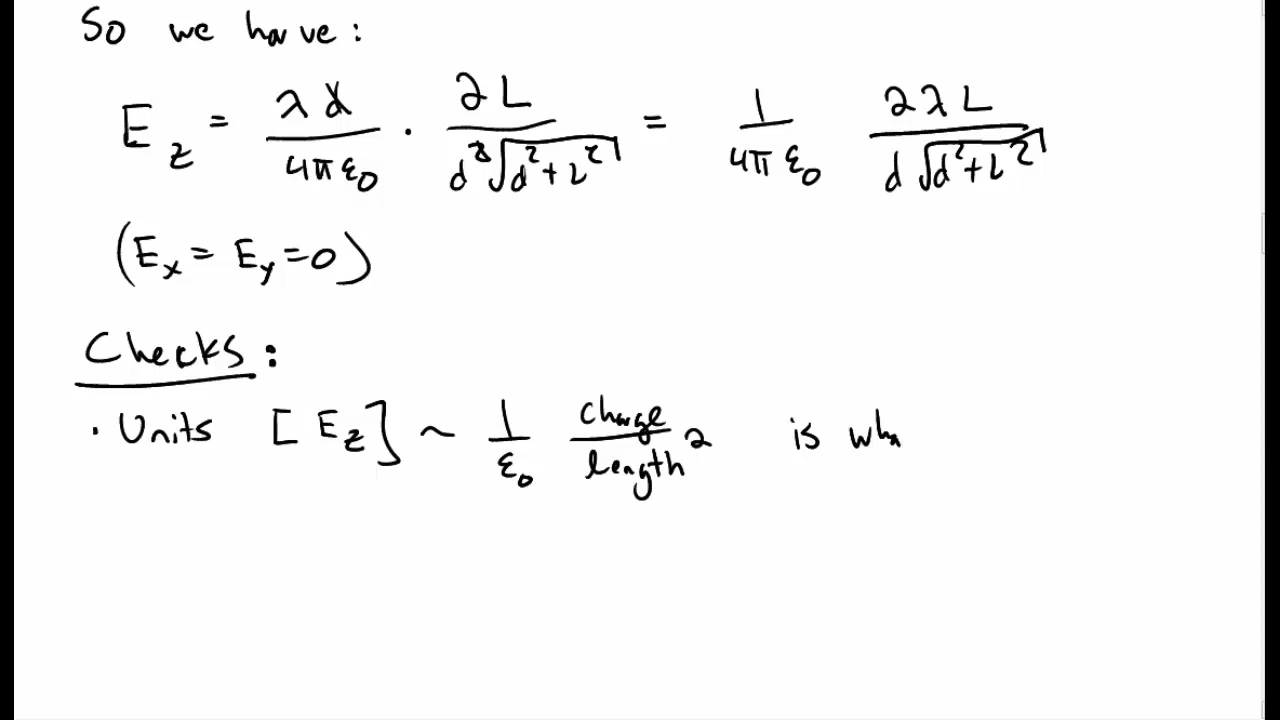 So we have:
E_z = λd/4πε₀ · 2L/d²√(d²+L²) = 1/4πε₀ 2λL/d√(d²+L²)
(E_x = E_y = 0)
Checks:
· Units [E_z] ~ 1/ε₀ charge/length² is wha